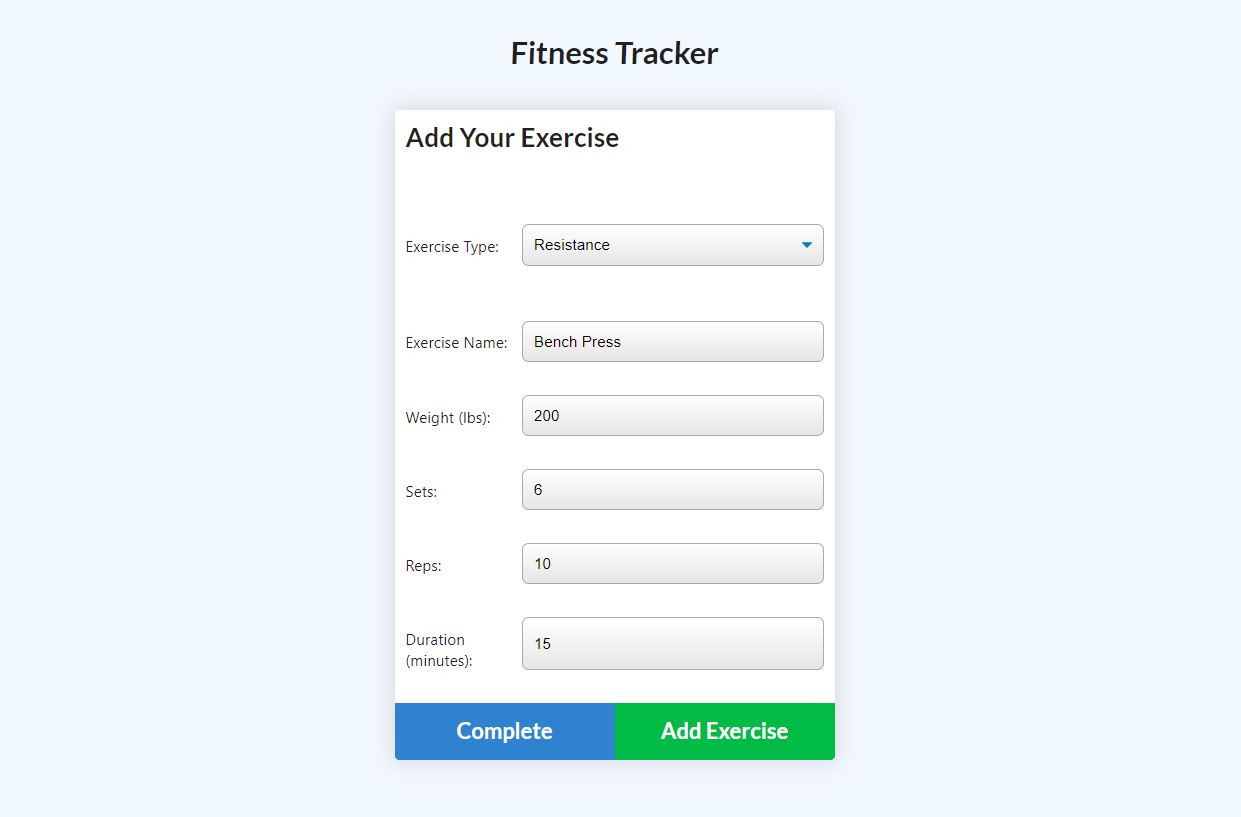 Fitness Tracker
Add Your Exercise
Exercise Type: Resistance
Exercise Name: Bench Press
Weight (lbs): 200
Sets: 6
Reps: 10
Duration
(minutes): 15
Complete Add Exercise